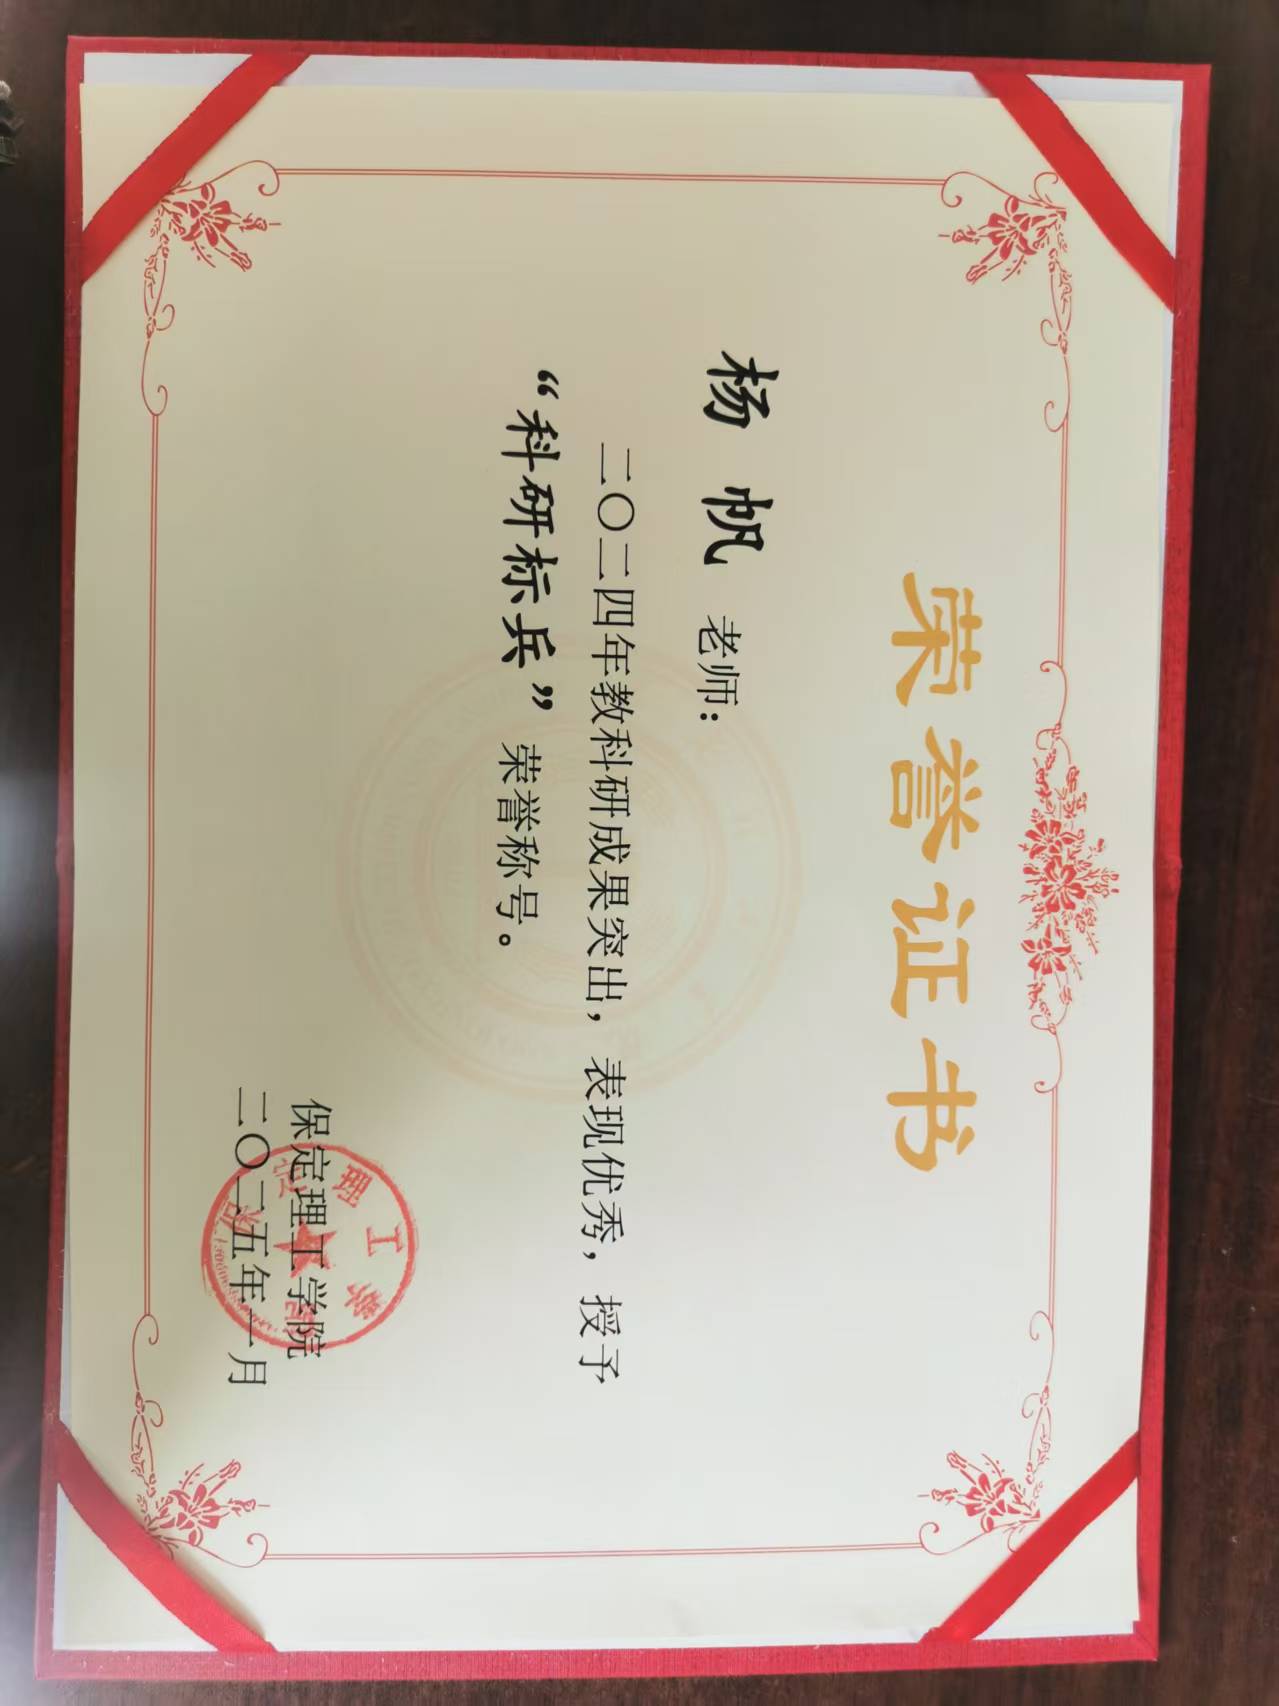 荣誉证书
杨 帆 老师：
二〇二四年教科研成果突出，表现优秀，授予
“科研标兵”荣誉称号。
保定理工学院
二〇二五年一月